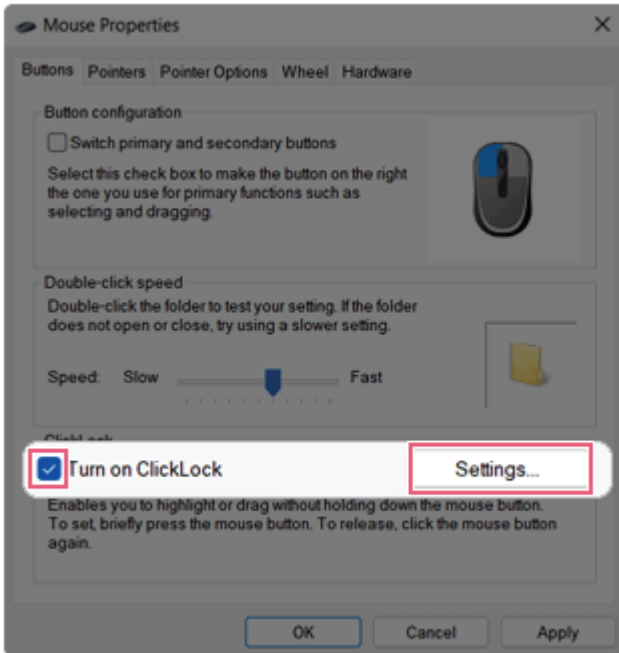 Mouse Properties
Buttons Pointers Pointer Options Wheel Hardware
Button configuration
Switch primary and secondary buttons
Select this check box to make the button on the right
the one you use for primary functions such as
selecting and dragging.
Double-click speed
Double-click the folder to test your setting. If the folder
does not open or close, try using a slower setting.
Speed: Slow Fast
ClickLock
Turn on ClickLock Settings...
Enables you to highlight or drag without holding down the mouse button.
To set, briefly press the mouse button. To release, click the mouse button
again.
OK Cancel Apply